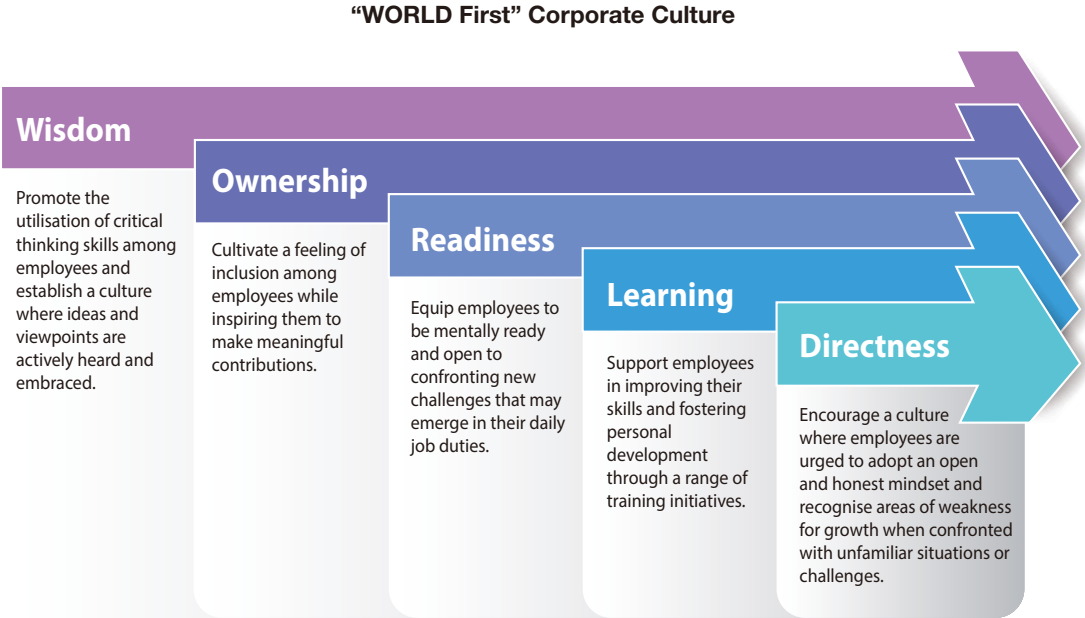 “WORLD First” Corporate Culture
Wisdom
Promote the
utilisation of critical
thinking skills among
employees and
establish a culture
where ideas and
viewpoints are
actively heard and
embraced.
Ownership
Cultivate a feeling of
inclusion among
employees while
inspiring them to
make meaningful
contributions.
Readiness
Equip employees to
be mentally ready
and open to
confronting new
challenges that may
emerge in their daily
job duties.
Learning
Support employees
in improving their
skills and fostering
personal
development
through a range of
training initiatives.
Directness
Encourage a culture
where employees are
urged to adopt an open
and honest mindset and
recognise areas of weakness
for growth when confronted
with unfamiliar situations or
challenges.